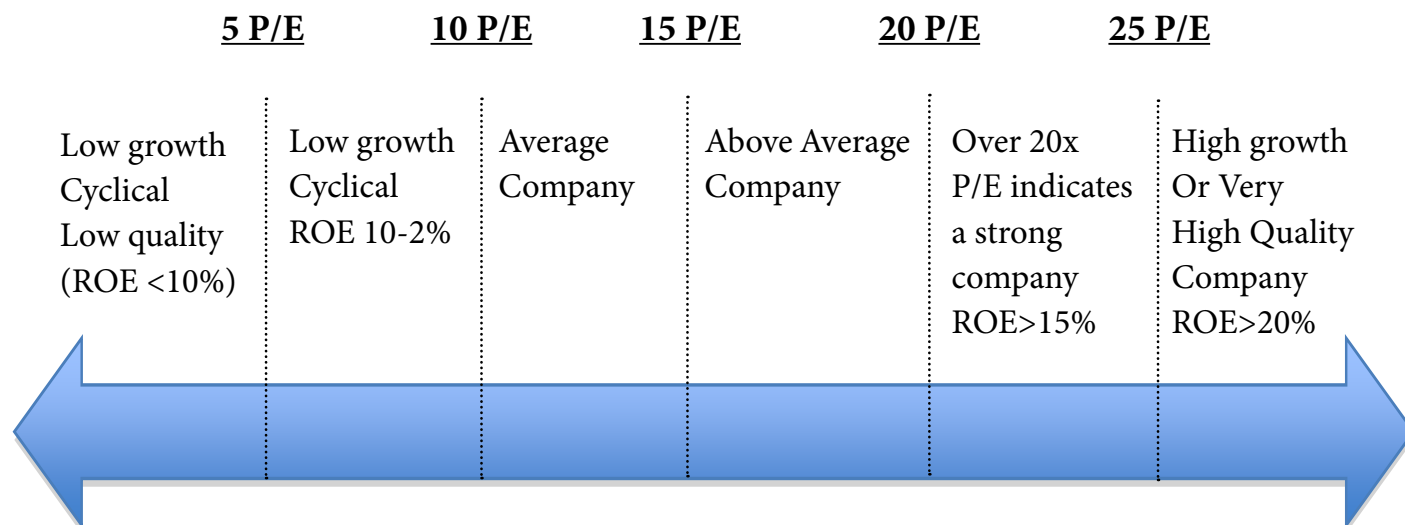 5 P/E 10 P/E 15 P/E 20 P/E 25 P/E
Low growth
Cyclical
Low quality
(ROE <10%)
Low growth
Cyclical
ROE 10-2%
Average
Company
Above Average
Company
Over 20x
P/E indicates
a strong
company
ROE>15%
High growth
Or Very
High Quality
Company
ROE>20%